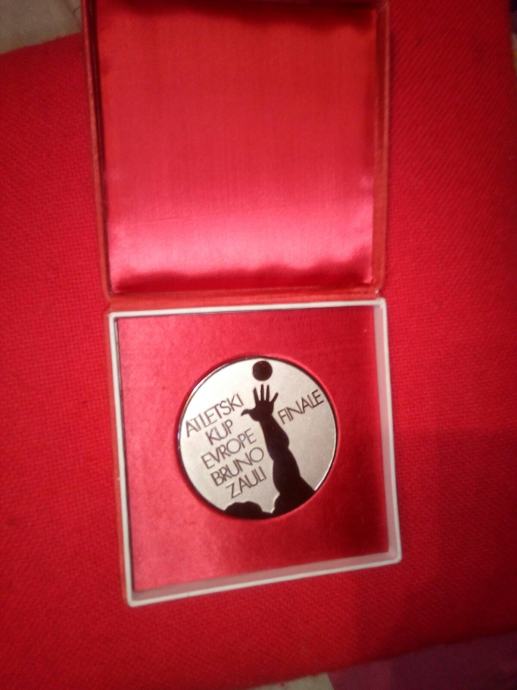 ATLETSKI
KUP
EVROPE
BRUNO
ZAULI
FINALE